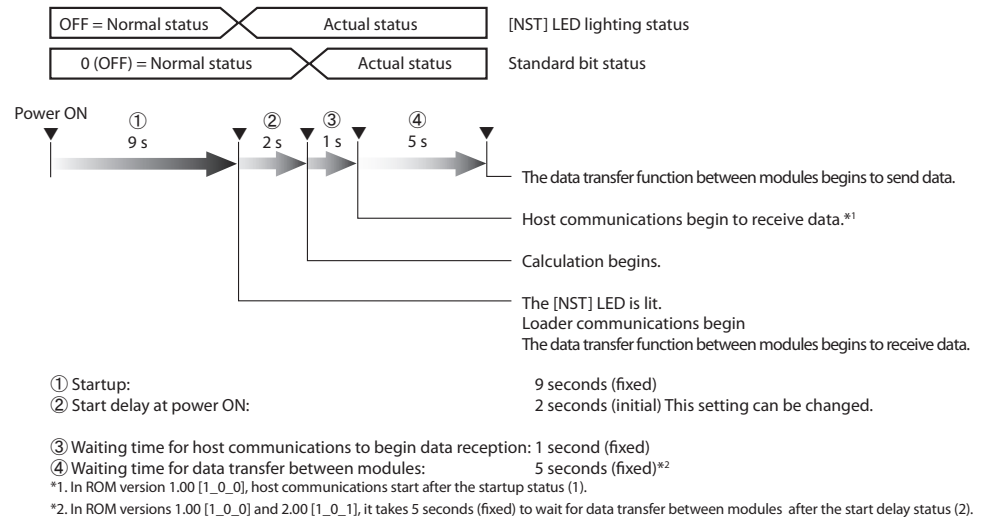 OFF = Normal status Actual status [NST] LED lighting status
0 (OFF) = Normal status Actual status Standard bit status
Power ON
① ② ③ ④
9 s 2 s 1 s 5 s
The data transfer function between modules begins to send data.
Host communications begin to receive data.*1
Calculation begins.
The [NST] LED is lit.
Loader communications begin
The data transfer function between modules begins to receive data.
① Startup: 9 seconds (fixed)
② Start delay at power ON: 2 seconds (initial) This setting can be changed.
③ Waiting time for host communications to begin data reception: 1 second (fixed)
④ Waiting time for data transfer between modules: 5 seconds (fixed)*2
*1. In ROM version 1.00 [1_0_0], host communications start after the startup status (1).
*2. In ROM versions 1.00 [1_0_0] and 2.00 [1_0_1], it takes 5 seconds (fixed) to wait for data transfer between modules after the start delay status (2).